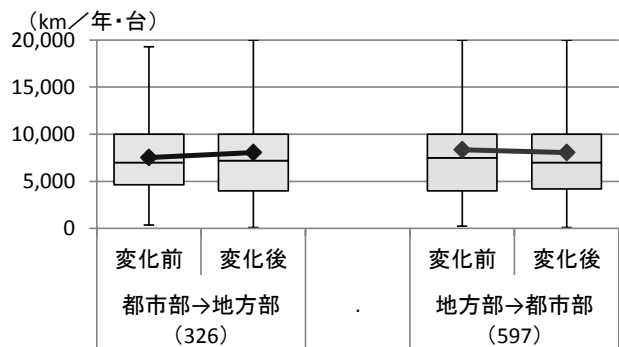 （km／年・台）
20,000
15,000
10,000
5,000
0
変化前 変化後 変化前 変化後
都市部→地方部 . 地方部→都市部
（326） （597）